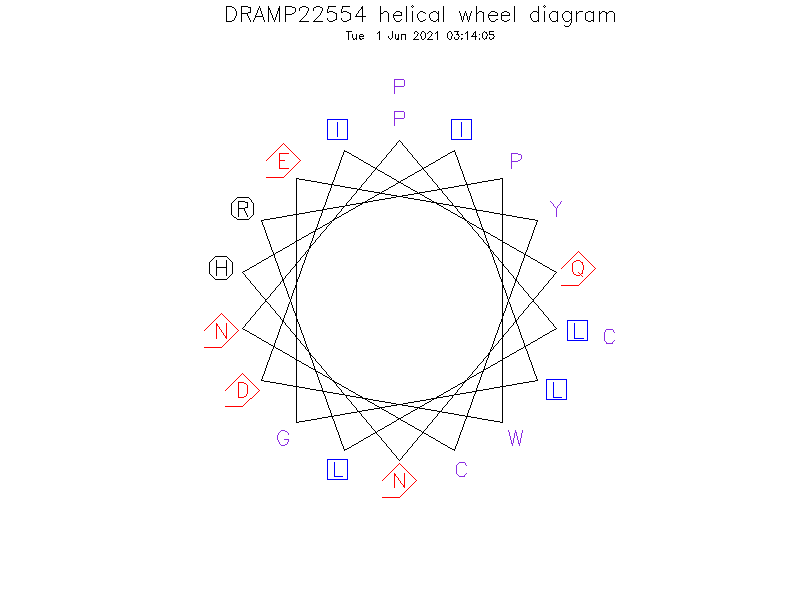 DRAMP22554 helical wheel diagram
Tue 1 Jun 2021 03:14:05
P
I P I
E P
R Y
H Q
N L C
D L
G W
L C
N